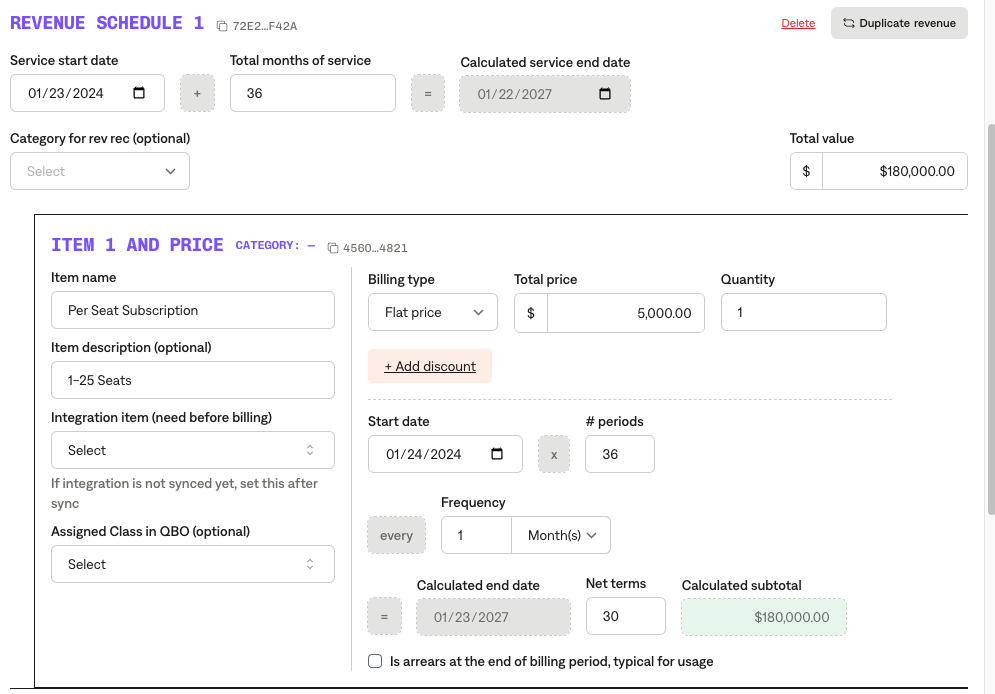 REVENUE SCHEDULE 1 72E2…F42A Delete Duplicate revenue
Service start date Total months of service Calculated service end date
01/23/2024 + 36 = 01/22/2027
Category for rev rec (optional) Total value
Select $ $180,000.00
ITEM 1 AND PRICE CATEGORY: – 4560…4821
Item name
Per Seat Subscription
Item description (optional)
1-25 Seats
Integration item (need before billing)
Select
If integration is not synced yet, set this after
sync
Assigned Class in QBO (optional)
Select
Billing type Total price Quantity
Flat price $ 5,000.00 1
+ Add discount
Start date # periods
01/24/2024 x 36
Frequency
every 1 Month(s)
Calculated end date Net terms Calculated subtotal
= 01/23/2027 30 $180,000.00
Is arrears at the end of billing period, typical for usage